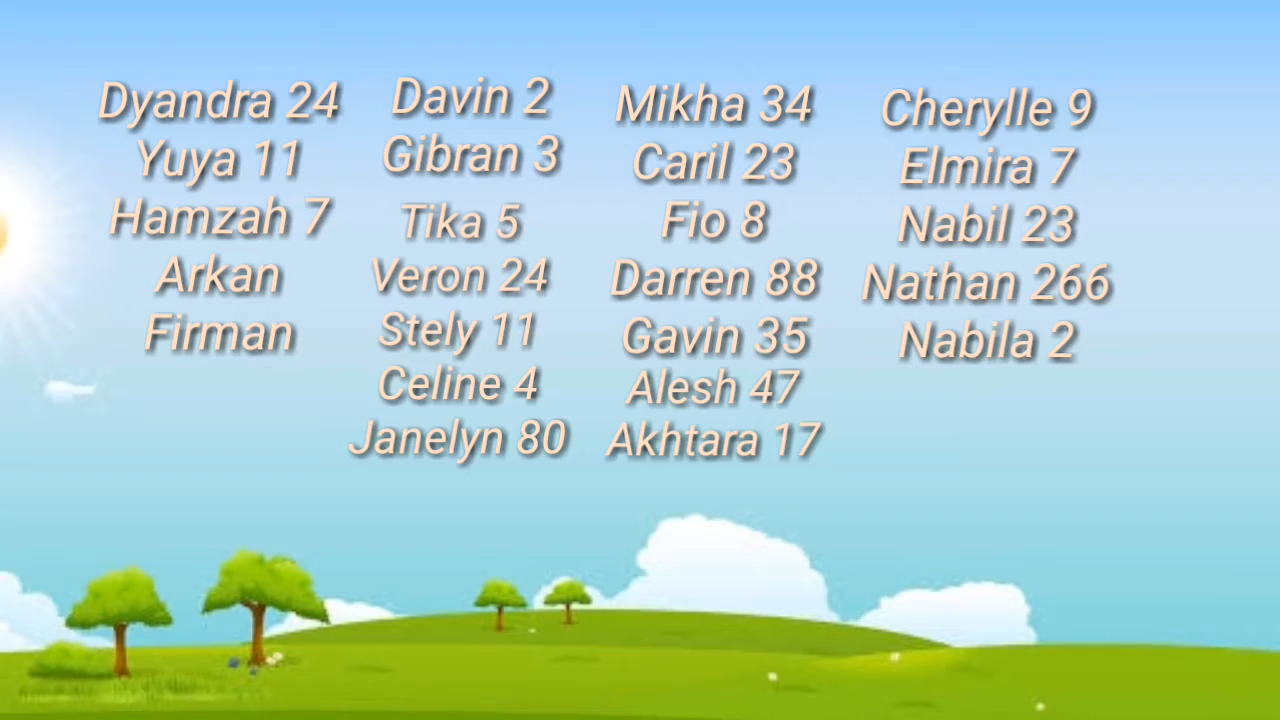 Dyandra 24
Yuya 11
Hamzah 7
Arkan
Firman
Davin 2
Gibran 3
Tika 5
Veron 24
Stely 11
Celine 4
Janelyn 80
Mikha 34
Caril 23
Fio 8
Darren 88
Gavin 35
Alesh 47
Akhtara 17
Cherylle 9
Elmira 7
Nabil 23
Nathan 266
Nabila 2